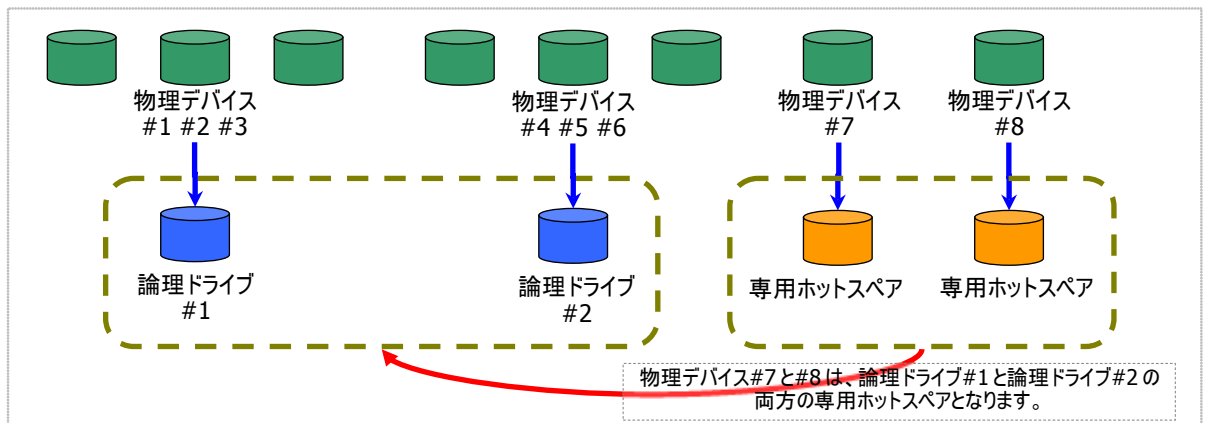 物理デバイス
#1 #2 #3
物理デバイス
#4 #5 #6
物理デバイス
#7
物理デバイス
#8
論理ドライブ
#1
論理ドライブ
#2
専用ホットスペア
専用ホットスペア
物理デバイス#7と#8は、論理ドライブ#1と論理ドライブ#2の
両方の専用ホットスペアとなります。